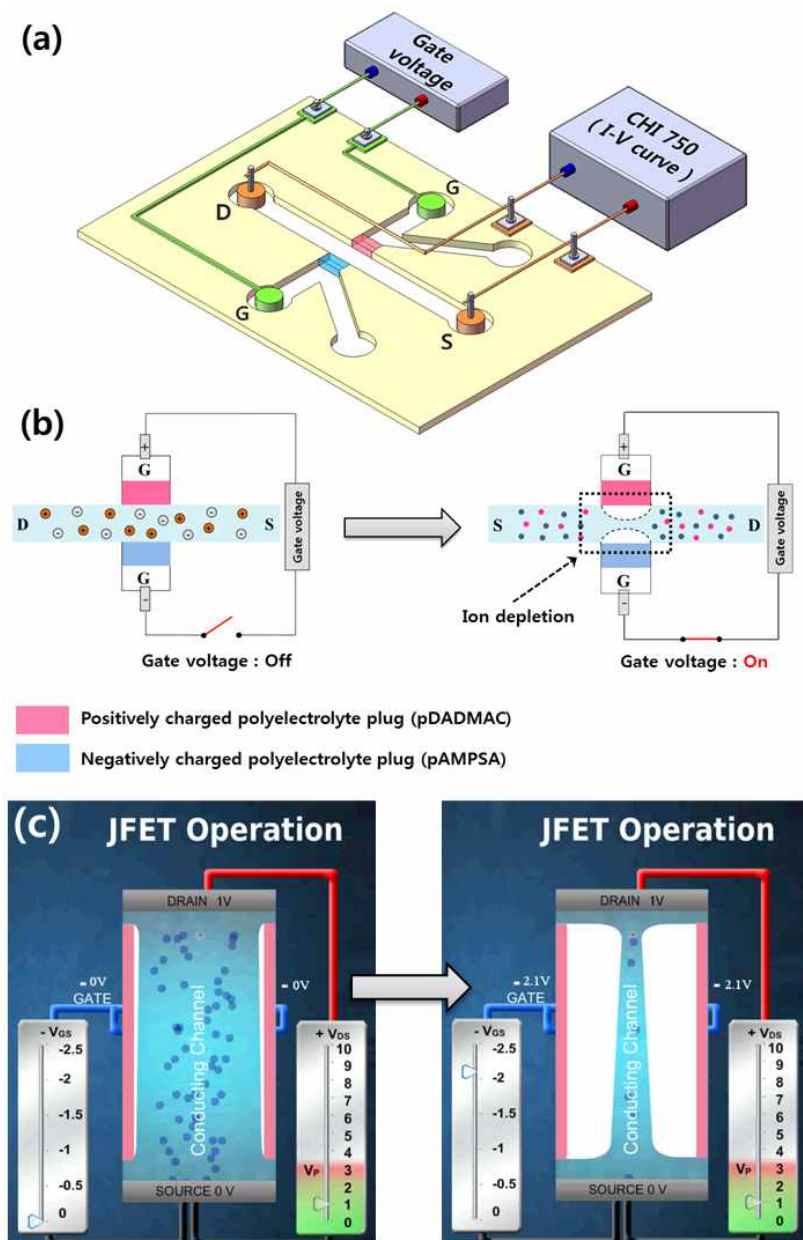 (a)
Gate
voltage
CHI 750
( I-V curve )
G
D
G
S
(b)
+
+
G
G
D
S
Gate voltage
S
D
Gate voltage
G
G
−
−
Ion depletion
Gate voltage : Off
Gate voltage : On
Positively charged polyelectrolyte plug (pDADMAC)
Negatively charged polyelectrolyte plug (pAMPSA)
(c)
JFET Operation
DRAIN 1V
- 0V
GATE
- 0V
Conducting Channel
- VGS
-2.5
-2
-1.5
-1
-0.5
0
+ VDS
10
9
8
7
6
5
4
VP 3
2
1
0
SOURCE 0 V
JFET Operation
DRAIN 1V
- 2.1V
GATE
- 2.1V
Conducting Channel
- VGS
-2.5
-2
-1.5
-1
-0.5
0
+ VDS
10
9
8
7
6
5
4
VP 3
2
1
0
SOURCE 0 V